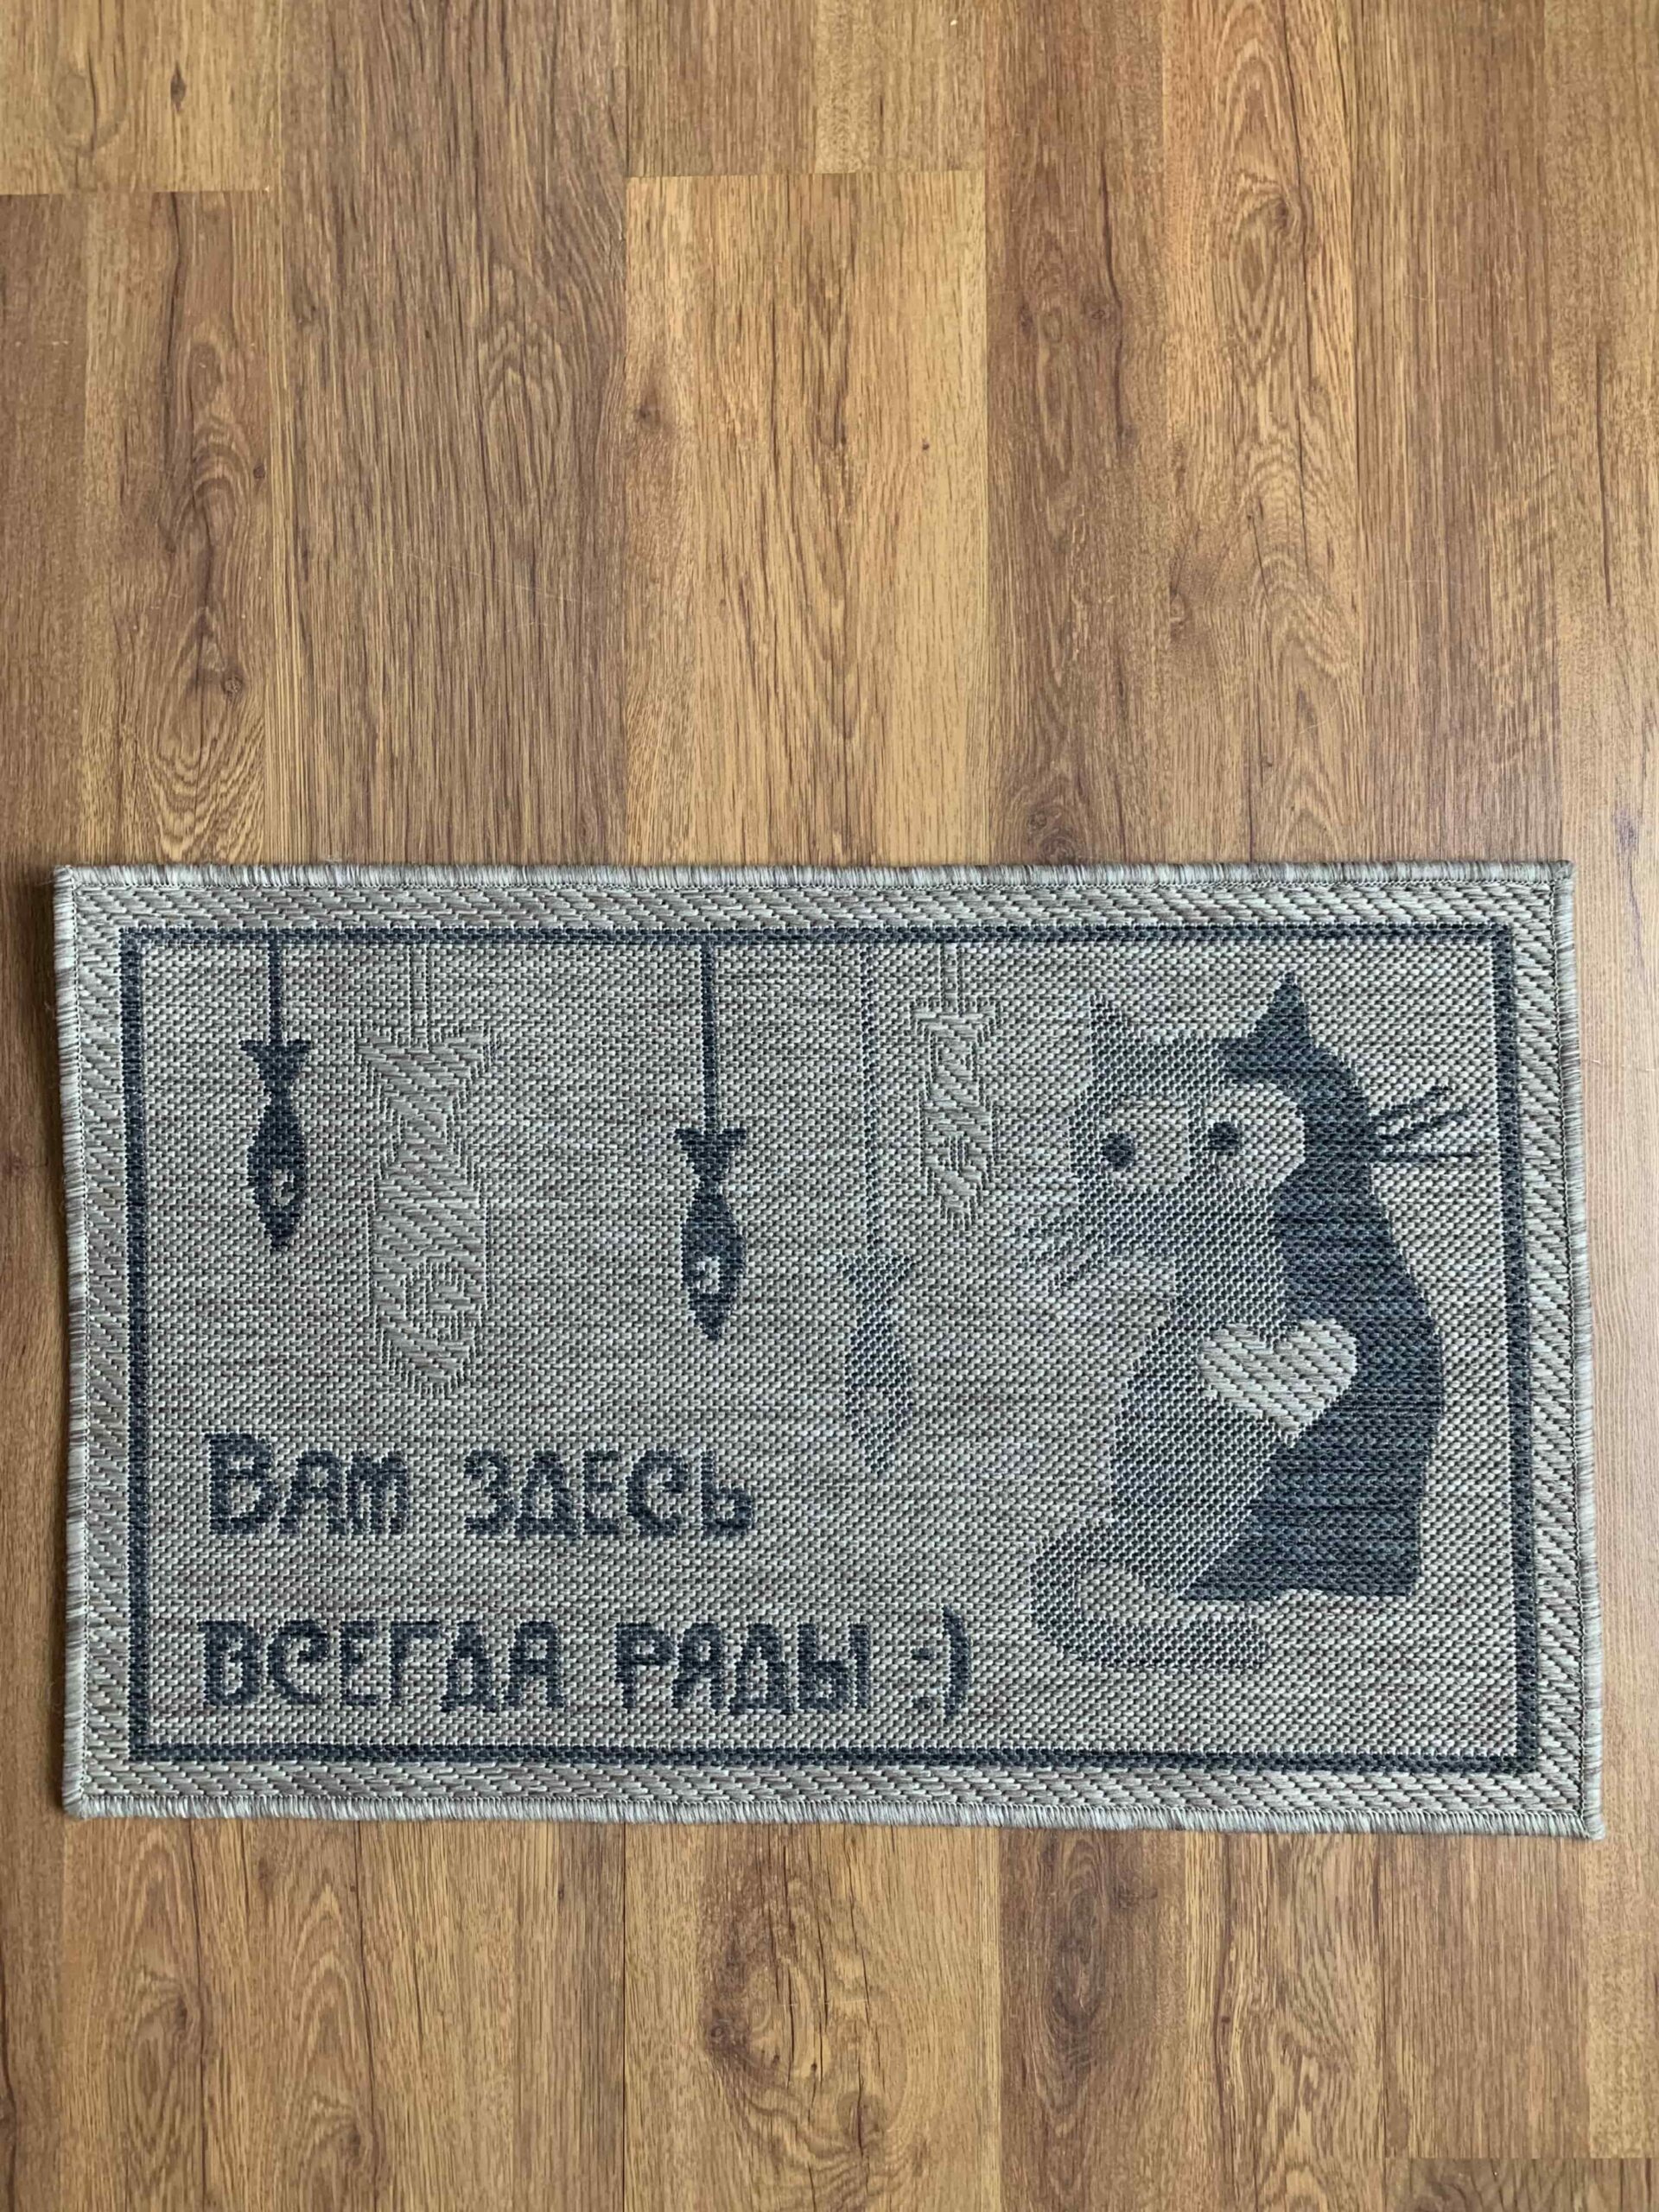 Вам здесь
всегда рады :)